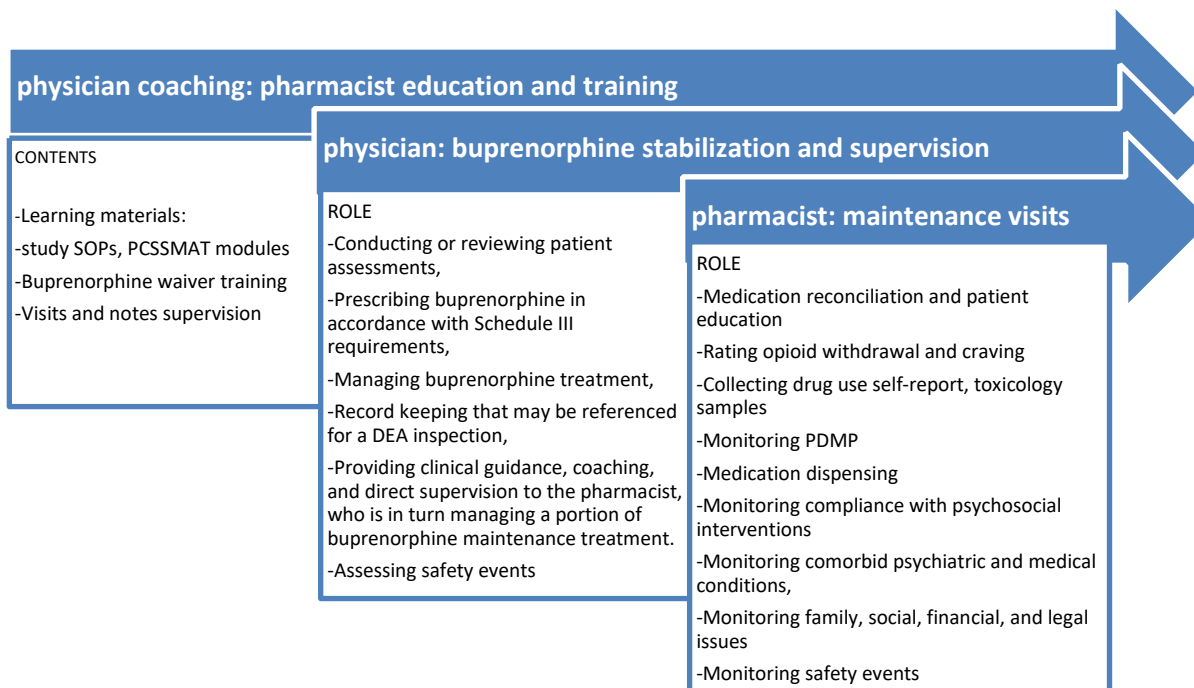 physician coaching: pharmacist education and training
CONTENTS
-Learning materials:
-study SOPs, PCSSMAT modules
-Buprenorphine waiver training
-Visits and notes supervision
physician: buprenorphine stabilization and supervision
ROLE
-Conducting or reviewing patient
assessments,
-Prescribing buprenorphine in
accordance with Schedule III
requirements,
-Managing buprenorphine treatment,
-Record keeping that may be referenced
for a DEA inspection,
-Providing clinical guidance, coaching,
and direct supervision to the pharmacist,
who is in turn managing a portion of
buprenorphine maintenance treatment.
-Assessing safety events
pharmacist: maintenance visits
ROLE
-Medication reconciliation and patient
education
-Rating opioid withdrawal and craving
-Collecting drug use self-report, toxicology
samples
-Monitoring PDMP
-Medication dispensing
-Monitoring compliance with psychosocial
interventions
-Monitoring comorbid psychiatric and medical
conditions,
-Monitoring family, social, financial, and legal
issues
-Monitoring safety events